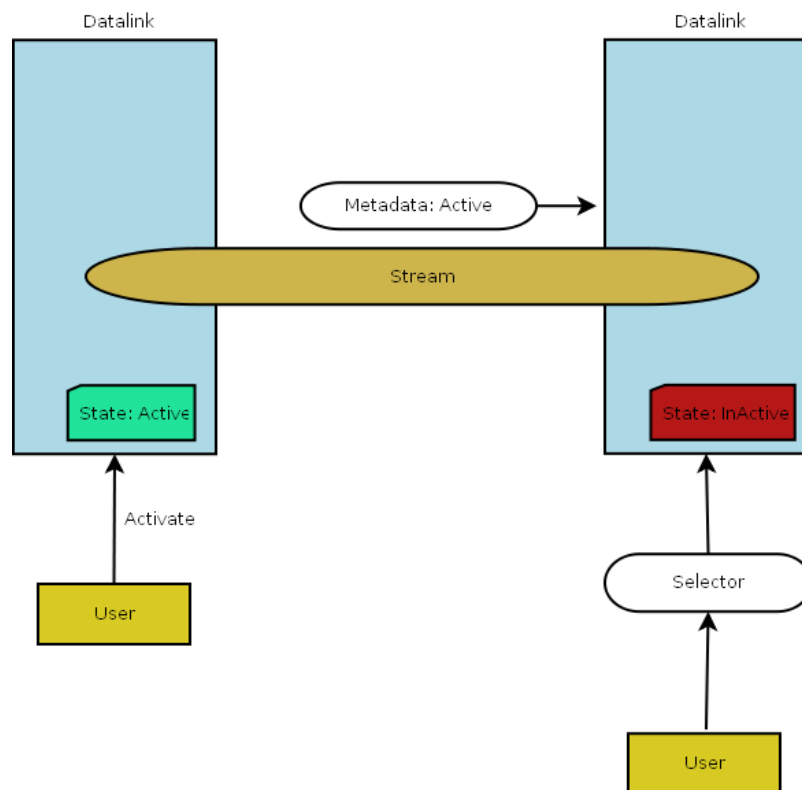 Datalink
Datalink
Metadata: Active
Stream
State: Active
State: InActive
Activate
Selector
User
User